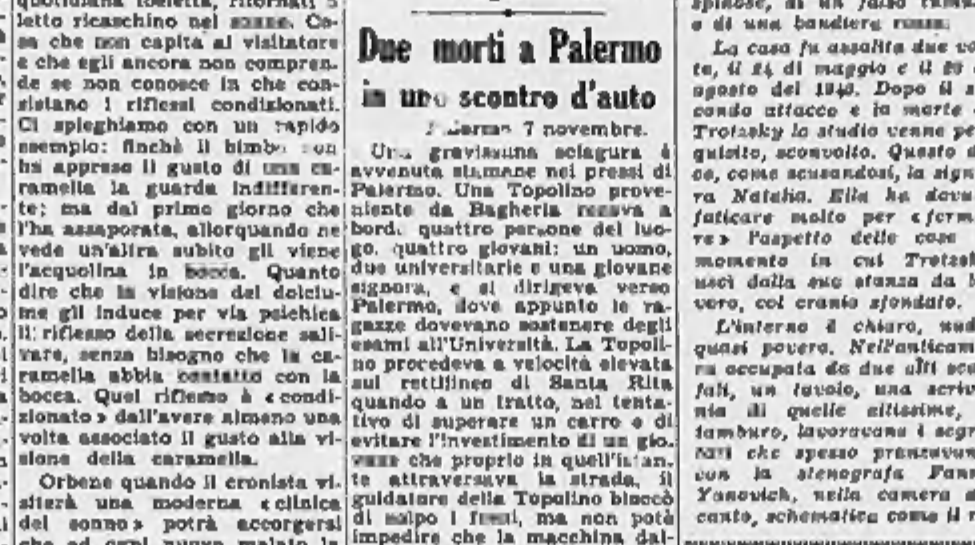 letto ricaschino nel sonno. Co-
sa che non capita al visitatore
e che egli ancora non compren-
de se non conosce in che con-
sistano i riflessi condizionati.
Ci spieghiamo con un rapido
esempio: finchè il bimbo non
ha appreso il gusto di una ca-
ramella la guarda indifferen-
te; ma dal primo giorno che
l'ha assaporata, allorquando ne
vede un'altra subito gli viene
l'acquolina in bocca. Quanto
dire che la visione del dolciu-
me gli induce per via psichica
il riflesso della secrezione sali-
vare, senza bisogno che la ca-
ramella abbia contatto con la
bocca. Quel riflesso è «condi-
zionato» dall'avere almeno una
volta associato il gusto alla vi-
sione della caramella.
Orbene quando il cronista vi-
siterà una moderna «clinica
del sonno» potrà accorgersi
che ad ogni nuovo malato la
Due morti a Palermo
in uno scontro d'auto
7 novembre.
Una gravissima sciagura è
avvenuta stamane nei pressi di
Palermo. Una Topolino prove-
niente da Bagheria recava a
bordo quattro persone del luo-
go, quattro giovani: un uomo,
due universitarie e una giovane
signora, e si dirigeva verso
Palermo, dove appunto le ra-
gazze dovevano sostenere degli
esami all'Università. La Topoli-
no procedeva a velocità elevata
sul rettilineo di Santa Rita
quando a un tratto, nel tenta-
tivo di superare un carro e di
evitare l'investimento di un gio-
vane che proprio in quell'istan-
te attraversava la strada, il
guidatore della Topolino bloccò
di colpo i freni, ma non potè
impedire che la macchina dal-
e di una bandiera rossa.
La casa fu assalita due vol
te, il 24 di maggio e il 20
agosto del 1940. Dopo il s
condo attacco e la morte
Trotzsky lo studio venne pe
quisito, sconvolto. Questo d
ce, come scusandosi, la sign
ra Natalia. Ella ha dovu
faticare molto per «ferma
re» l'aspetto delle cose
momento in cui Trotzsk
uscì dalla sua stanza da
voro, col cranio sfondato.
L'interno è chiaro, nud
quasi povero. Nell'anticam
ra occupata da due alti sca
fali, un tavolo, una scriv
nia di quelle altissime,
tamburo, lavoravano i segr
tari che spesso pranzavan
con la stenografa Fan
Yanovich, nella camera
canto, schematica come il r